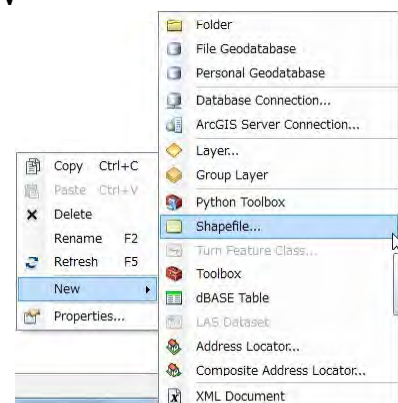 Folder
File Geodatabase
Personal Geodatabase
Database Connection...
ArcGIS Server Connection...
Layer...
Group Layer
Python Toolbox
Shapefile...
Turn Feature Class...
Toolbox
dBASE Table
LAS Dataset
Address Locator...
Composite Address Locator...
XML Document
Copy Ctrl+C
Paste Ctrl+V
Delete
Rename F2
Refresh F5
New
Properties...